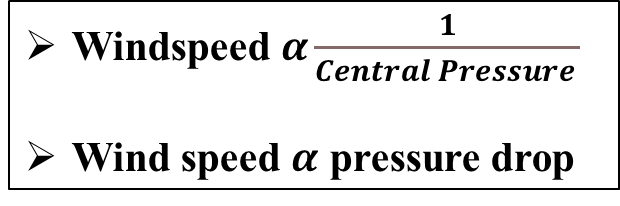 ➢ Windspeed α 1
Central Pressure
➢ Wind speed α pressure drop